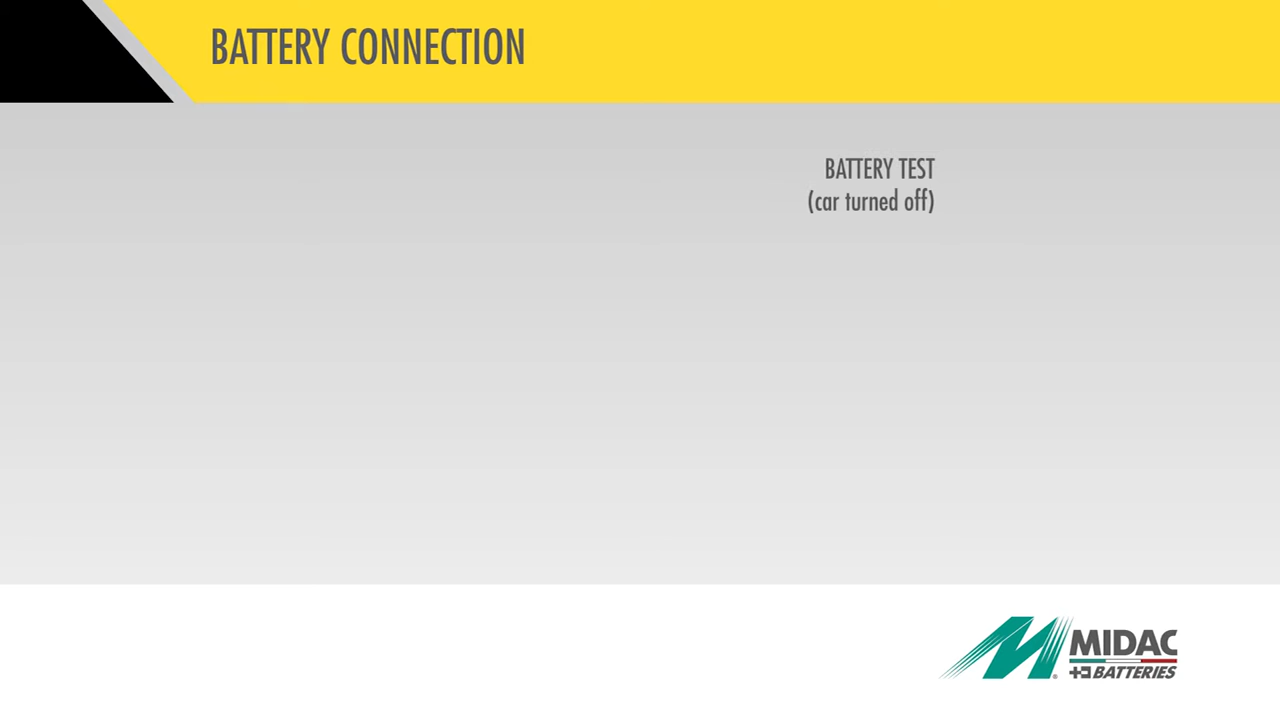 BATTERY CONNECTION
BATTERY TEST
(car turned off)
MIDAC
BATTERIES